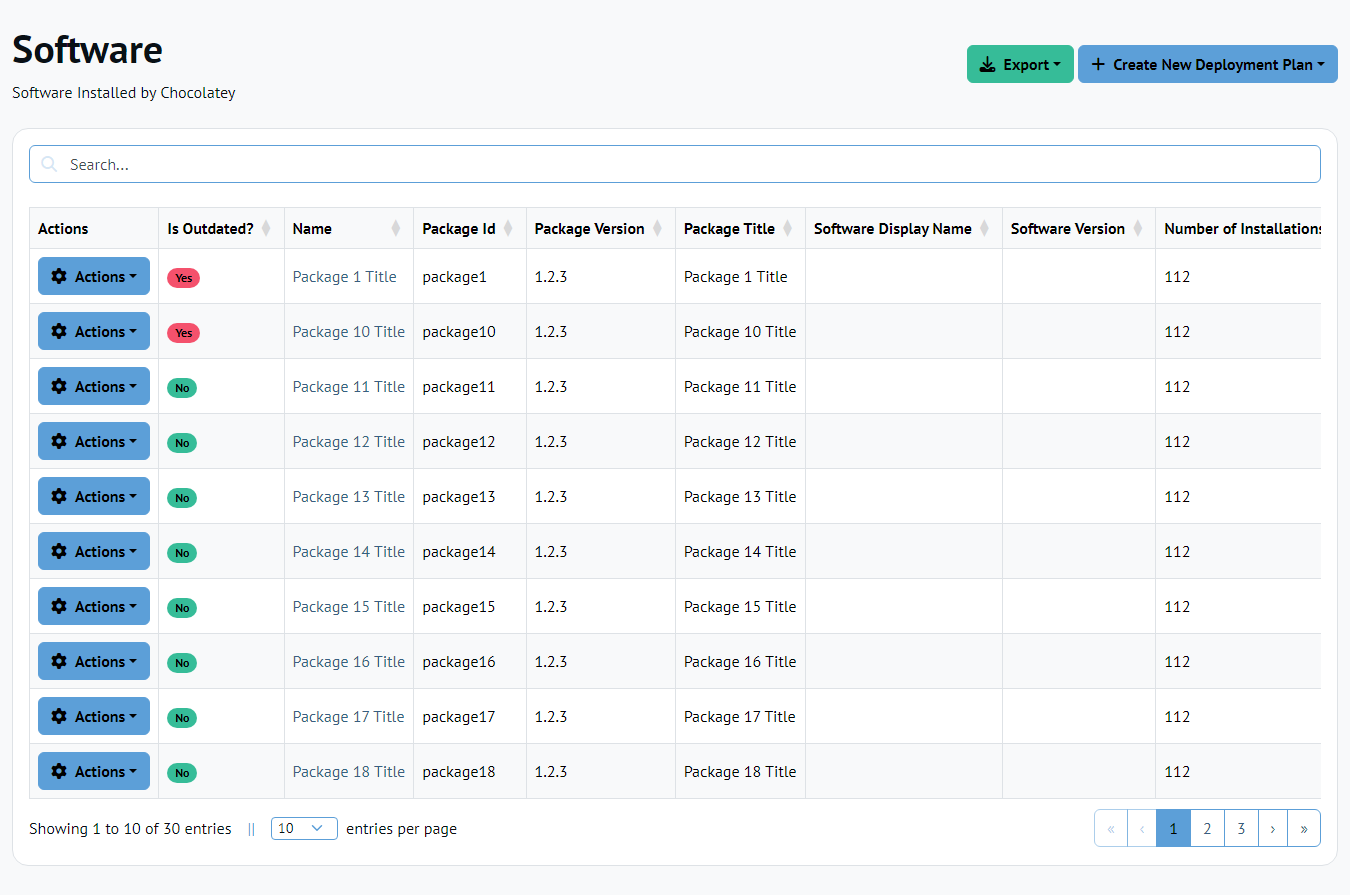 Software
Export
Create New Deployment Plan
Software Installed by Chocolatey
Search...
Actions Is Outdated? Name Package Id Package Version Package Title Software Display Name Software Version Number of Installations
Actions Yes Package 1 Title package1 1.2.3 Package 1 Title 112
Actions Yes Package 10 Title package10 1.2.3 Package 10 Title 112
Actions No Package 11 Title package11 1.2.3 Package 11 Title 112
Actions No Package 12 Title package12 1.2.3 Package 12 Title 112
Actions No Package 13 Title package13 1.2.3 Package 13 Title 112
Actions No Package 14 Title package14 1.2.3 Package 14 Title 112
Actions No Package 15 Title package15 1.2.3 Package 15 Title 112
Actions No Package 16 Title package16 1.2.3 Package 16 Title 112
Actions No Package 17 Title package17 1.2.3 Package 17 Title 112
Actions No Package 18 Title package18 1.2.3 Package 18 Title 112
Showing 1 to 10 of 30 entries || 10 entries per page « ‹ 1 2 3 › »